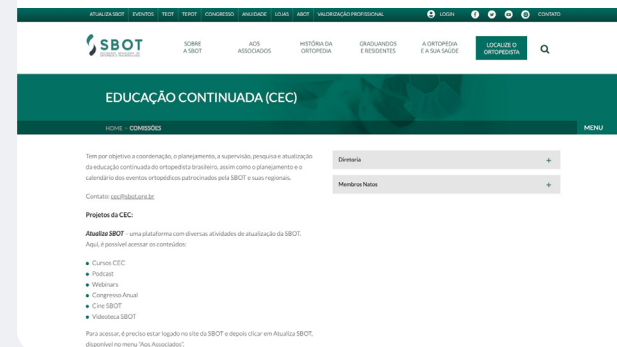 ATUALIZA SBOT EVENTOS TEOT TEPOT CONGRESSO ANUIDADE LOJAS ABOT VALORIZAÇÃO PROFISSIONAL LOGIN CONTATO
SBOT
SOBRE A SBOT
AOS ASSOCIADOS
HISTÓRIA DA ORTOPEDIA
GRADUANDOS E RESIDENTES
A ORTOPEDIA E A SUA SAÚDE
LOCALIZE O ORTOPEDISTA
EDUCAÇÃO CONTINUADA (CEC)
HOME - COMISSÕES
MENU
Tem por objetivo a coordenação, o planejamento, a supervisão, pesquisa e atualização
da educação continuada do ortopedista brasileiro, assim como o planejamento e o
calendário dos eventos ortopédicos patrocinados pela SBOT e suas regionais.
Contato: cec@sbot.org.br
Projetos da CEC:
Atualiza SBOT – uma plataforma com diversas atividades de atualização da SBOT.
Aqui, é possível acessar os conteúdos:
Cursos CEC
Podcast
Webinars
Congresso Anual
Cine SBOT
Videoteca SBOT
Para acessar, é preciso estar logado no site da SBOT e depois clicar em Atualiza SBOT,
disponível no menu "Aos Associados".
Diretoria +
Membros Natos +